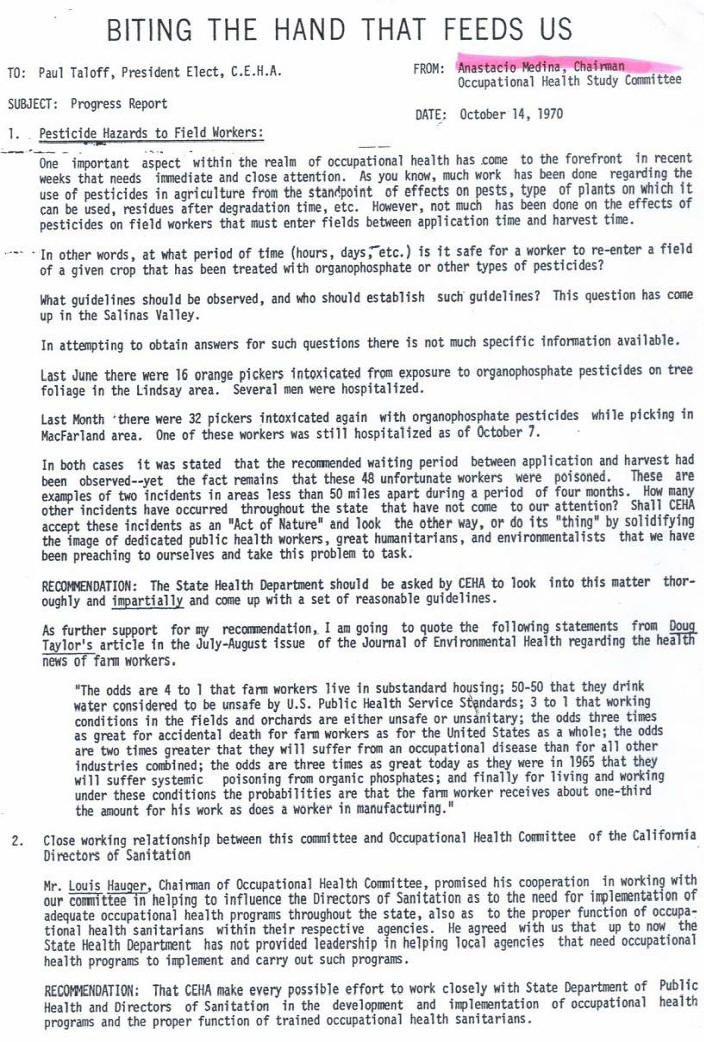 BITING THE HAND THAT FEEDS US
TO: Paul Taloff, President Elect, C.E.H.A.
FROM: Anastacio Medina, Chairman
Occupational Health Study Committee
SUBJECT: Progress Report
DATE: October 14, 1970
1. Pesticide Hazards to Field Workers:
One important aspect within the realm of occupational health has come to the forefront in recent
weeks that needs immediate and close attention. As you know, much work has been done regarding the
use of pesticides in agriculture from the standpoint of effects on pests, type of plants on which it
can be used, residues after degradation time, etc. However, not much has been done on the effects of
pesticides on field workers that must enter fields between application time and harvest time.
In other words, at what period of time (hours, days, etc.) is it safe for a worker to re-enter a field
of a given crop that has been treated with organophosphate or other types of pesticides?
What guidelines should be observed, and who should establish such guidelines? This question has come
up in the Salinas Valley.
In attempting to obtain answers for such questions there is not much specific information available.
Last June there were 16 orange pickers intoxicated from exposure to organophosphate pesticides on tree
foliage in the Lindsay area. Several men were hospitalized.
Last Month there were 32 pickers intoxicated again with organophosphate pesticides while picking in
MacFarland area. One of these workers was still hospitalized as of October 7.
In both cases it was stated that the recommended waiting period between application and harvest had
been observed--yet the fact remains that these 48 unfortunate workers were poisoned. These are
examples of two incidents in areas less than 50 miles apart during a period of four months. How many
other incidents have occurred throughout the state that have not come to our attention? Shall CEHA
accept these incidents as an "Act of Nature" and look the other way, or do its "thing" by solidifying
the image of dedicated public health workers, great humanitarians, and environmentalists that we have
been preaching to ourselves and take this problem to task.
RECOMMENDATION: The State Health Department should be asked by CEHA to look into this matter thor-
oughly and impartially and come up with a set of reasonable guidelines.
As further support for my recommendation, I am going to quote the following statements from Doug
Taylor's article in the July-August issue of the Journal of Environmental Health regarding the health
news of farm workers.
"The odds are 4 to 1 that farm workers live in substandard housing; 50-50 that they drink
water considered to be unsafe by U.S. Public Health Service Standards; 3 to 1 that working
conditions in the fields and orchards are either unsafe or unsanitary; the odds three times
as great for accidental death for farm workers as for the United States as a whole; the odds
are two times greater that they will suffer from an occupational disease than for all other
industries combined; the odds are three times as great today as they were in 1965 that they
will suffer systemic poisoning from organic phosphates; and finally for living and working
under these conditions the probabilities are that the farm worker receives about one-third
the amount for his work as does a worker in manufacturing."
2. Close working relationship between this committee and Occupational Health Committee of the California
Directors of Sanitation
Mr. Louis Hauger, Chairman of Occupational Health Committee, promised his cooperation in working with
our committee in helping to influence the Directors of Sanitation as to the need for implementation of
adequate occupational health programs throughout the state, also as to the proper function of occupa-
tional health sanitarians within their respective agencies. He agreed with us that up to now the
State Health Department has not provided leadership in helping local agencies that need occupational
health programs to implement and carry out such programs.
RECOMMENDATION: That CEHA make every possible effort to work closely with State Department of Public
Health and Directors of Sanitation in the development and implementation of occupational health
programs and the proper function of trained occupational health sanitarians.